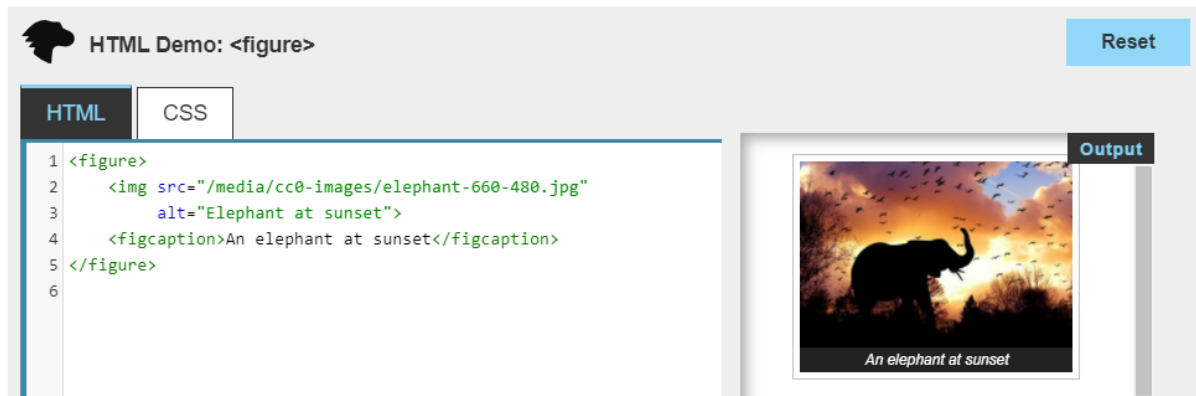 HTML Demo: <figure>
Reset
HTML
CSS
1 <figure>
2     <img src="/media/cc0-images/elephant-660-480.jpg"
3          alt="Elephant at sunset">
4     <figcaption>An elephant at sunset</figcaption>
5 </figure>
6
Output
An elephant at sunset